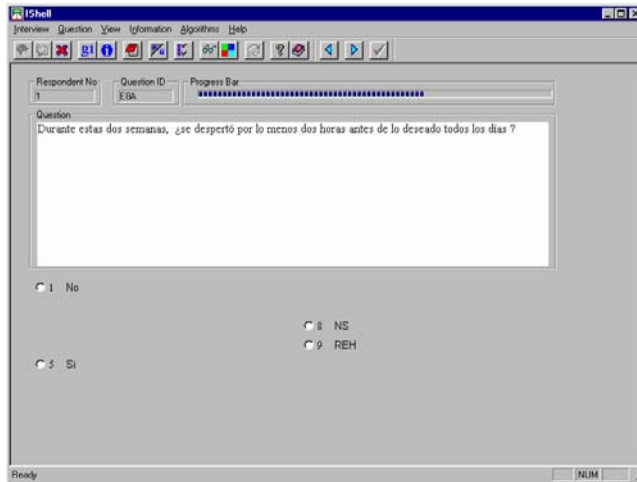 IShell
Interview Question View Information Algorithms Help
Respondent No Question ID Progress Bar
1 E8A
Question
Durante estas dos semanas, ¿se despertó por lo menos dos horas antes de lo deseado todos los días ?
1 No
8 NS
9 REH
5 Si
Ready NUM